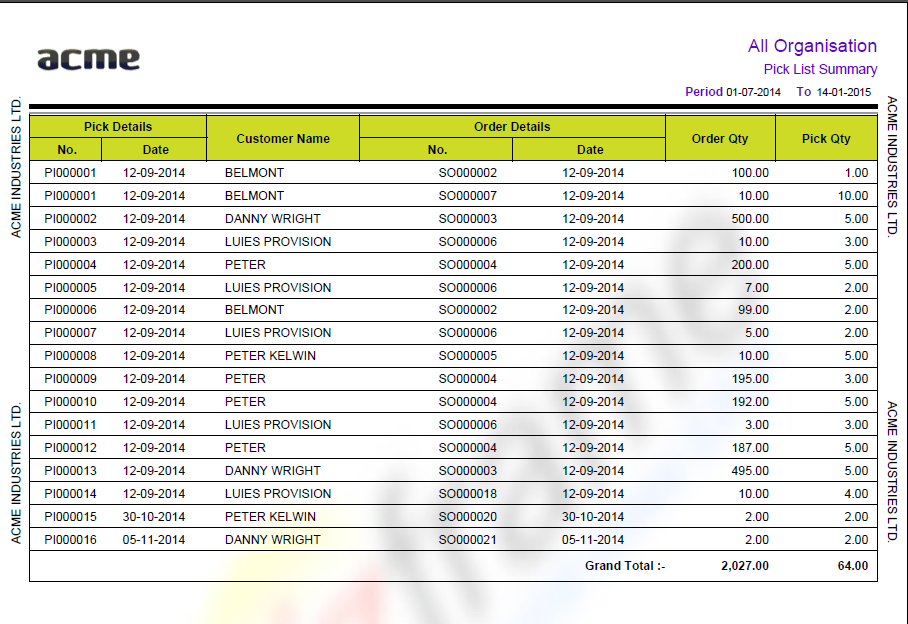 acme
All Organisation
Pick List Summary
Period 01-07-2014 To 14-01-2015
ACME INDUSTRIES LTD.
ACME INDUSTRIES LTD.
Pick Details Customer Name Order Details Order Qty Pick Qty
No. Date No. Date
PI000001 12-09-2014 BELMONT SO000002 12-09-2014 100.00 1.00
PI000001 12-09-2014 BELMONT SO000007 12-09-2014 10.00 10.00
PI000002 12-09-2014 DANNY WRIGHT SO000003 12-09-2014 500.00 5.00
PI000003 12-09-2014 LUIES PROVISION SO000006 12-09-2014 10.00 3.00
PI000004 12-09-2014 PETER SO000004 12-09-2014 200.00 5.00
PI000005 12-09-2014 LUIES PROVISION SO000006 12-09-2014 7.00 2.00
PI000006 12-09-2014 BELMONT SO000002 12-09-2014 99.00 2.00
PI000007 12-09-2014 LUIES PROVISION SO000006 12-09-2014 5.00 2.00
PI000008 12-09-2014 PETER KELWIN SO000005 12-09-2014 10.00 5.00
PI000009 12-09-2014 PETER SO000004 12-09-2014 195.00 3.00
PI000010 12-09-2014 PETER SO000004 12-09-2014 192.00 5.00
PI000011 12-09-2014 LUIES PROVISION SO000006 12-09-2014 3.00 3.00
PI000012 12-09-2014 PETER SO000004 12-09-2014 187.00 5.00
PI000013 12-09-2014 DANNY WRIGHT SO000003 12-09-2014 495.00 5.00
PI000014 12-09-2014 LUIES PROVISION SO000018 12-09-2014 10.00 4.00
PI000015 30-10-2014 PETER KELWIN SO000020 30-10-2014 2.00 2.00
PI000016 05-11-2014 DANNY WRIGHT SO000021 05-11-2014 2.00 2.00
Grand Total :- 2,027.00 64.00
ACME INDUSTRIES LTD.
ACME INDUSTRIES LTD.